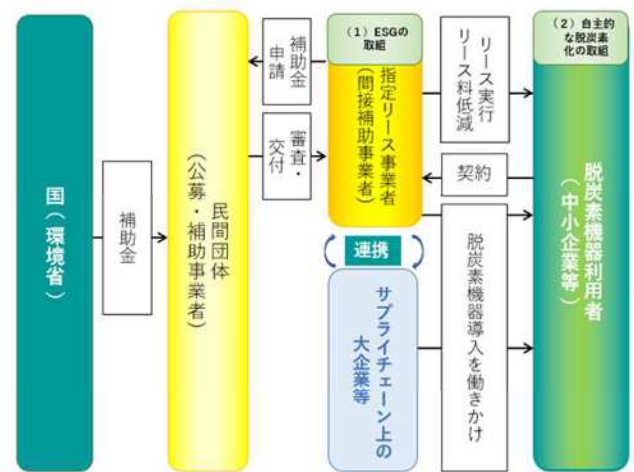 国（環境省）
補助金
民間団体
（公募・補助事業者）
補助金
申請
審査・
交付
（１）ESGの
取組
指定リース事業者
（間接補助事業者）
連携
サプライチェーン上の
大企業等
リース実行
リース料低減
契約
脱炭素機器導入を働きかけ
（２）自主的
な脱炭素
化の取組
脱炭素機器利用者
（中小企業等）